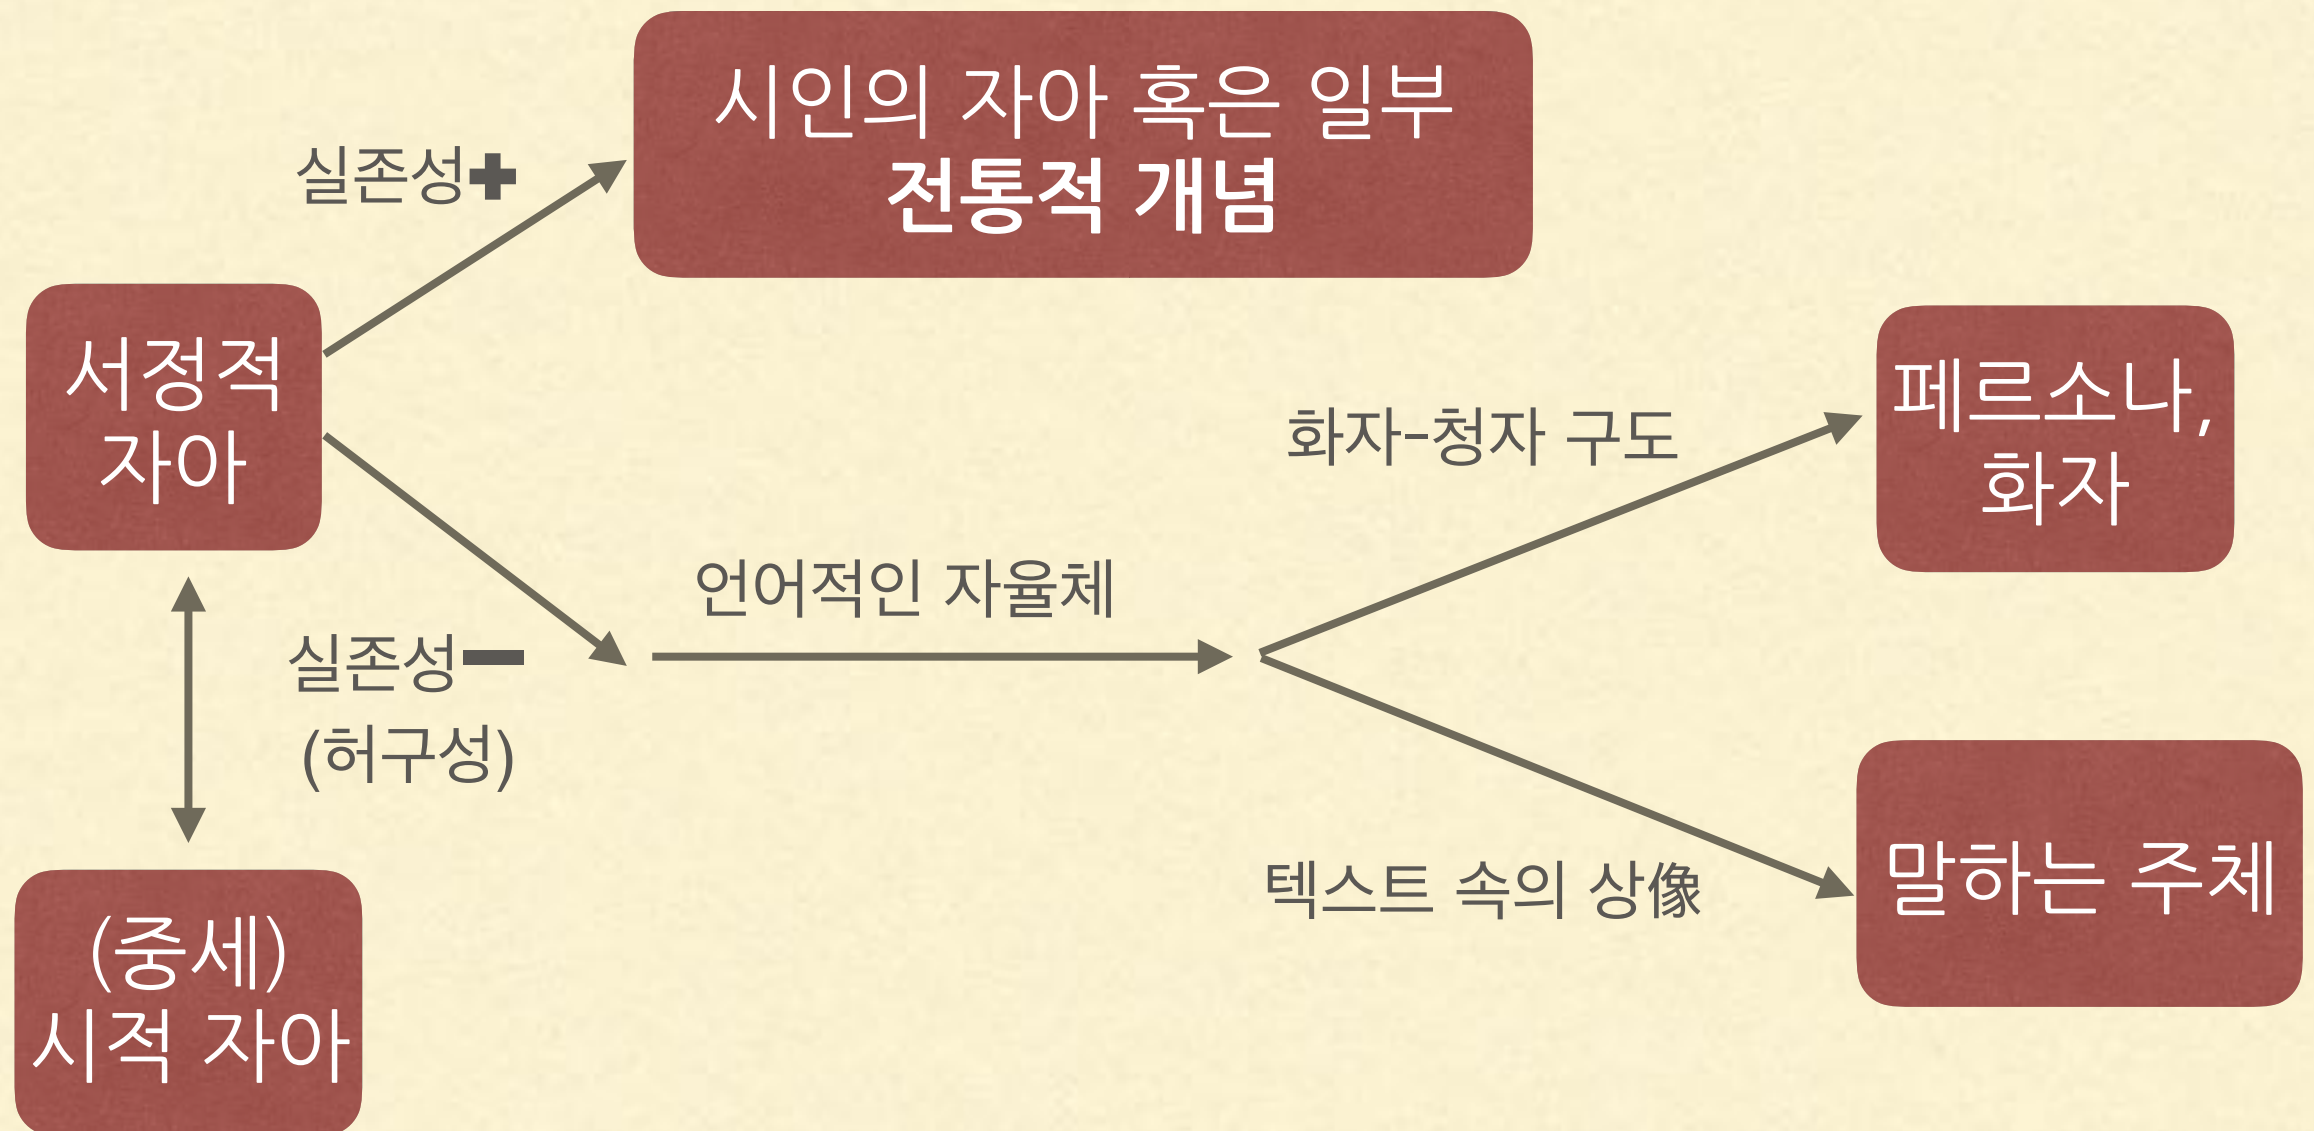 시인의 자아 혹은 일부
전통적 개념
실존성+
서정적
자아
페르소나,
화자
화자-청자 구도
언어적인 자율체
실존성-
(허구성)
말하는 주체
텍스트 속의 상像
(중세)
시적 자아